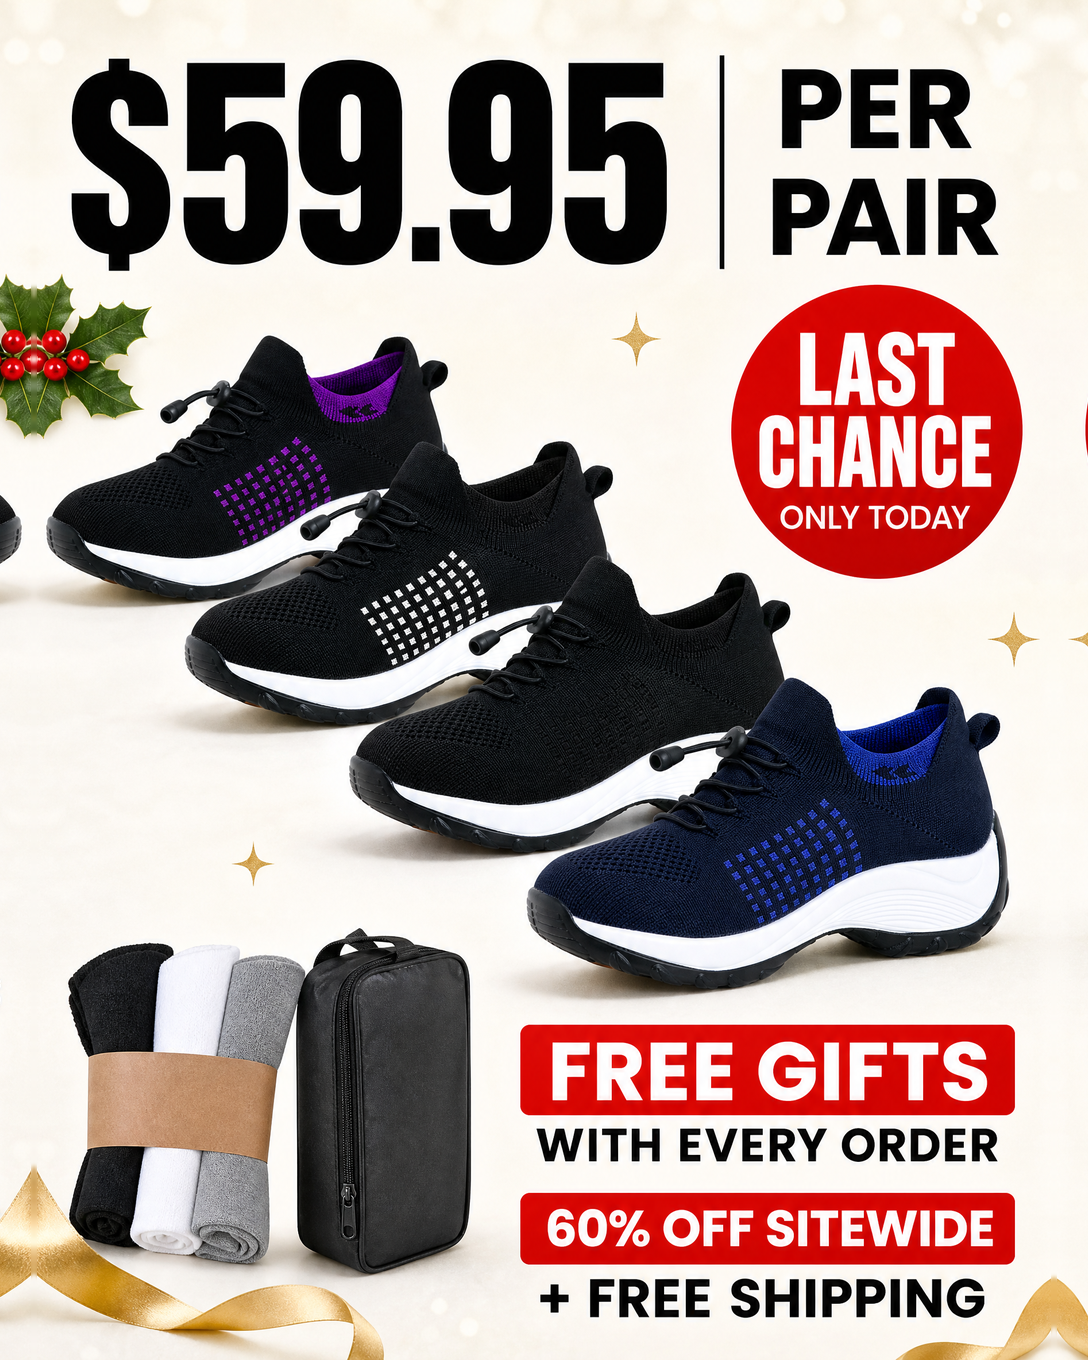 $59.95
PER
PAIR
LAST
CHANCE
ONLY TODAY
FREE GIFTS
WITH EVERY ORDER
60% OFF SITEWIDE
+ FREE SHIPPING